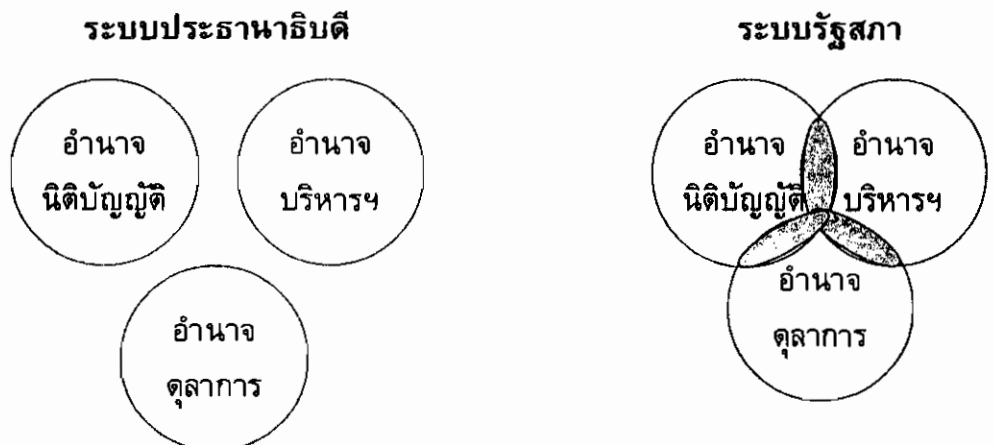 ระบบประธานาธิบดี
อำนาจ
นิติบัญญัติ
อำนาจ
บริหารฯ
อำนาจ
ตุลาการ
ระบบรัฐสภา
อำนาจ
นิติบัญญัติ
อำนาจ
บริหารฯ
อำนาจ
ตุลาการ